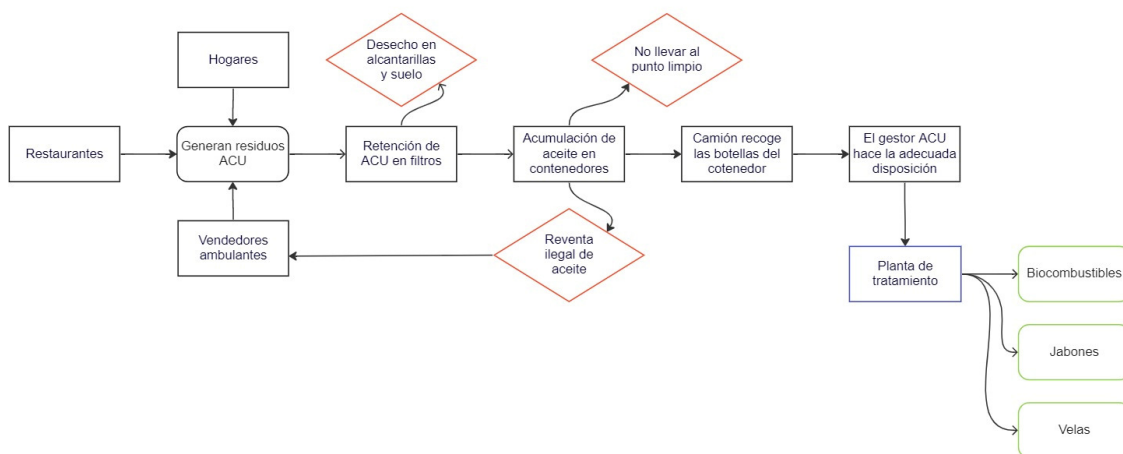 Hogares
Desecho en
alcantarillas
y suelo
No llevar al
punto limpio
Restaurantes
Generan residuos
ACU
Retención de
ACU en filtros
Acumulación de
aceite en
contenedores
Camión recoge
las botellas del
cotenedor
El gestor ACU
hace la adecuada
disposición
Vendedores
ambulantes
Reventa
ilegal de
aceite
Planta de
tratamiento
Biocombustibles
Jabones
Velas